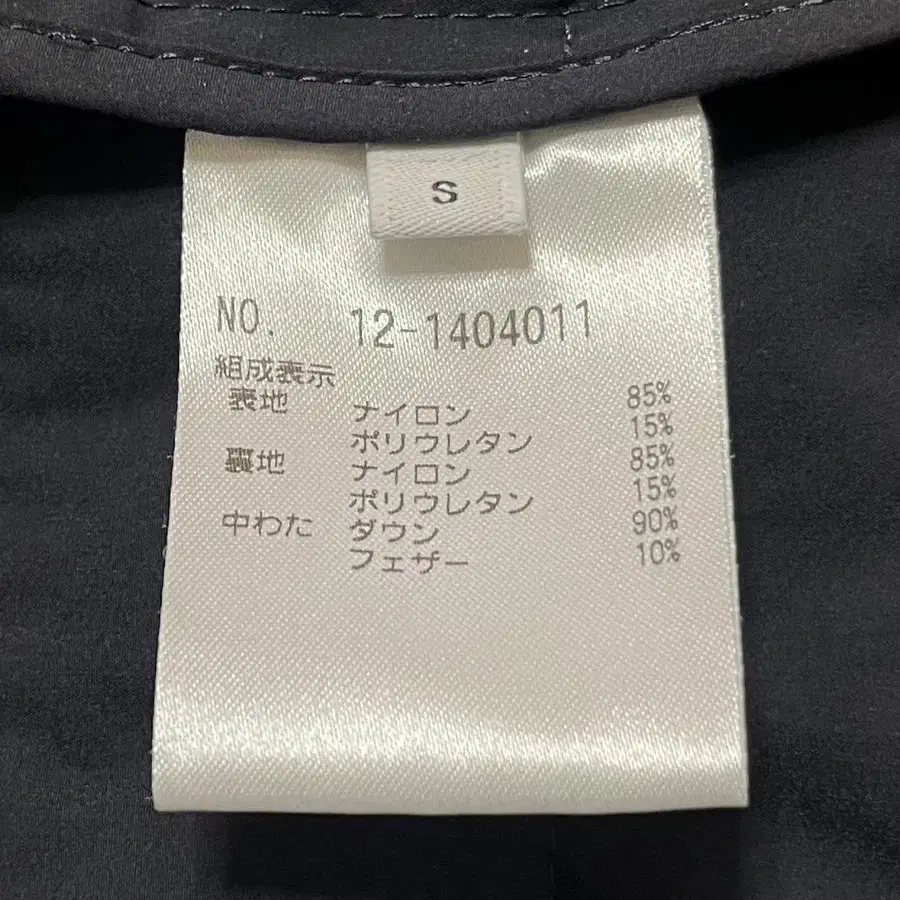 S
NO. 12-1404011
組成表示
表地 ナイロン 85%
ポリウレタン 15%
裏地 ナイロン 85%
ポリウレタン 15%
中わた ダウン 90%
フェザー 10%